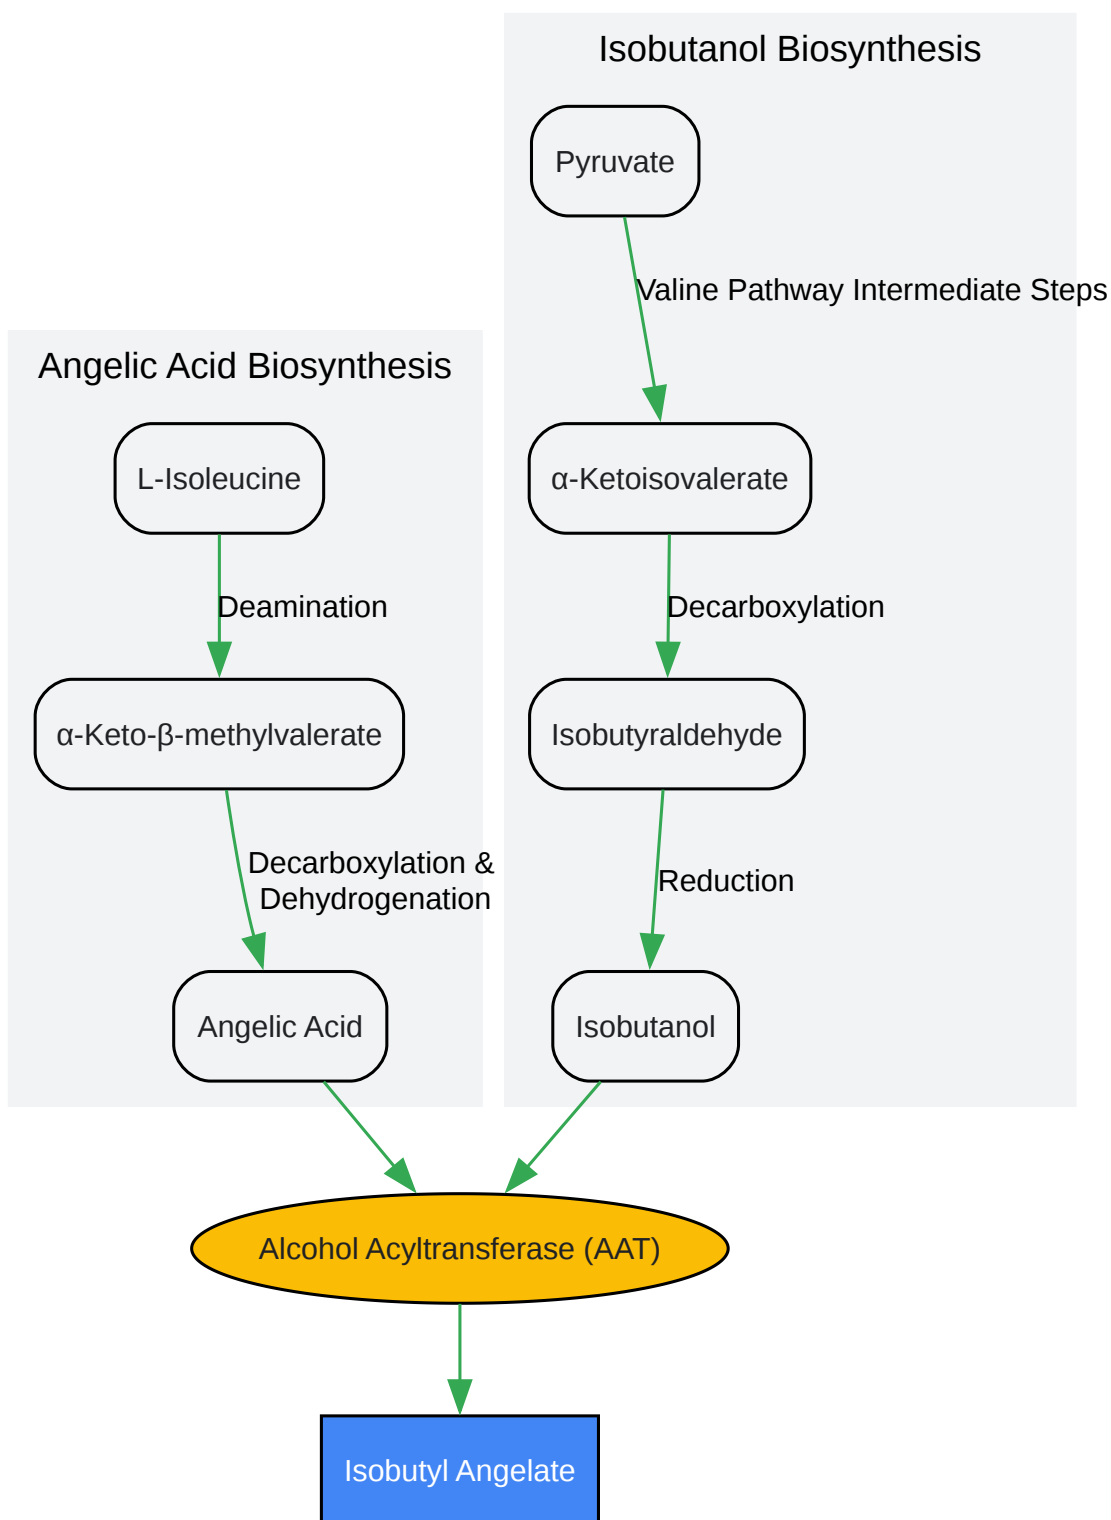 Isobutanol Biosynthesis
Pyruvate
Valine Pathway Intermediate Steps
Angelic Acid Biosynthesis
L-Isoleucine
α-Ketoisovalerate
Deamination
Decarboxylation
α-Keto-β-methylvalerate
Isobutyraldehyde
Decarboxylation &
Dehydrogenation
Reduction
Angelic Acid
Isobutanol
Alcohol Acyltransferase (AAT)
Isobutyl Angelate